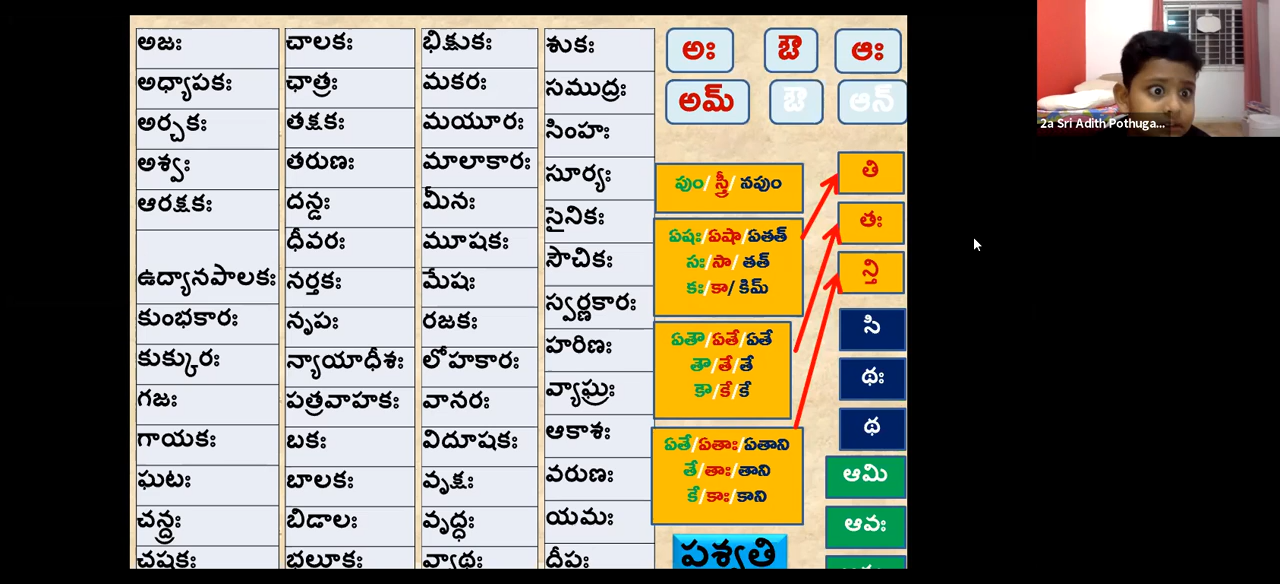 అజః
అధ్యాపకః
అర్చకః
అశ్వః
ఆరక్షకః
ఉద్యానపాలకః
కుంభకారః
కుక్కురః
గజః
గాయకః
ఘటః
చన్ద్రః
చషకః
చాలకః
ఛాత్రః
తక్షకః
తరుణః
దన్డః
ధీవరః
నర్తకః
నృపః
న్యాయాధీశః
పత్రవాహకః
బకః
బాలకః
బిడాలః
భల్లూకః
భిక్షుకః
మకరః
మయూరః
మాలాకారః
మీనః
మూషకః
మేషః
రజకః
లోహకారః
వానరః
విదూషకః
వృక్షః
వృద్ధః
వ్యాధః
శుకః
సముద్రః
సింహః
సూర్యః
సైనికః
సౌచికః
స్వర్ణకారః
హరిణః
వ్యాఘ్రః
ఆకాశః
వరుణః
యమః
దీపః
అః ఔ ఆః
అమ్ ఔ ఆన్
పుం/ స్త్రీ/ నపుం
ఏషః/ఏషా/ఏతత్
సః/సా/ తత్
కః/కా/ కిమ్
ఏతౌ/ఏతే/ఏతే
తౌ/తే/తే
కౌ/కే/కే
ఏతే/ఏతాః/ఏతాని
తే/తాః/తాని
కే/కాః/కాని
పశ్యతి
తి
తః
న్తి
సి
థః
థ
ఆమి
ఆవః
2a Sri Adith Pothuga...